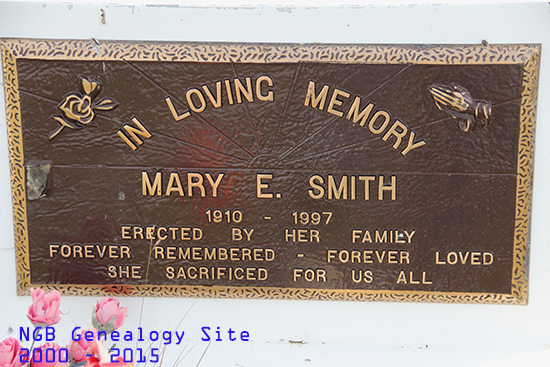 IN LOVING MEMORY
MARY E. SMITH
1910 - 1997
ERECTED BY HER FAMILY
FOREVER REMEMBERED - FOREVER LOVED
SHE SACRIFICED FOR US ALL
NGB Genealogy Site
2000 - 2015